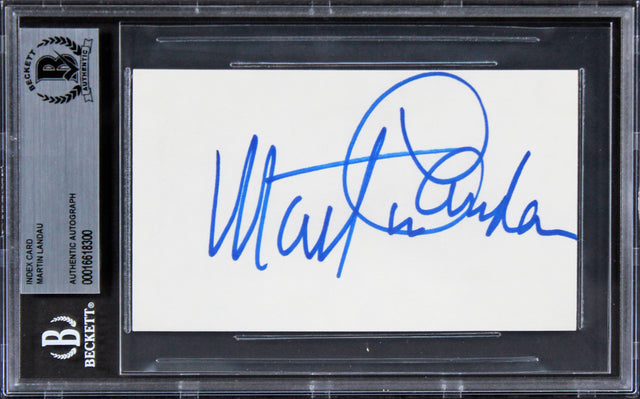 BECKETT
B
AUTHENTIC
INDEX CARD
MARTIN LANDAU
AUTHENTIC AUTOGRAPH
00016618300
B
BECKETT®
Martin Landau